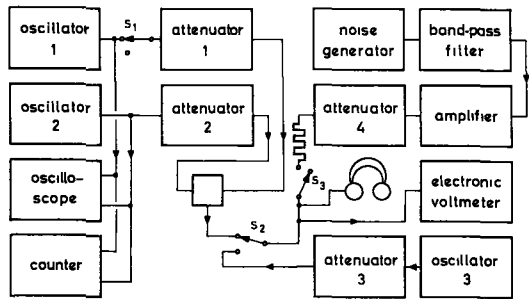 oscillator
1
S1
attenuator
1
noise
generator
band-pass
filter
oscillator
2
attenuator
2
attenuator
4
amplifier
oscillo-
scope
S3
electronic
voltmeter
counter
S2
attenuator
3
oscillator
3